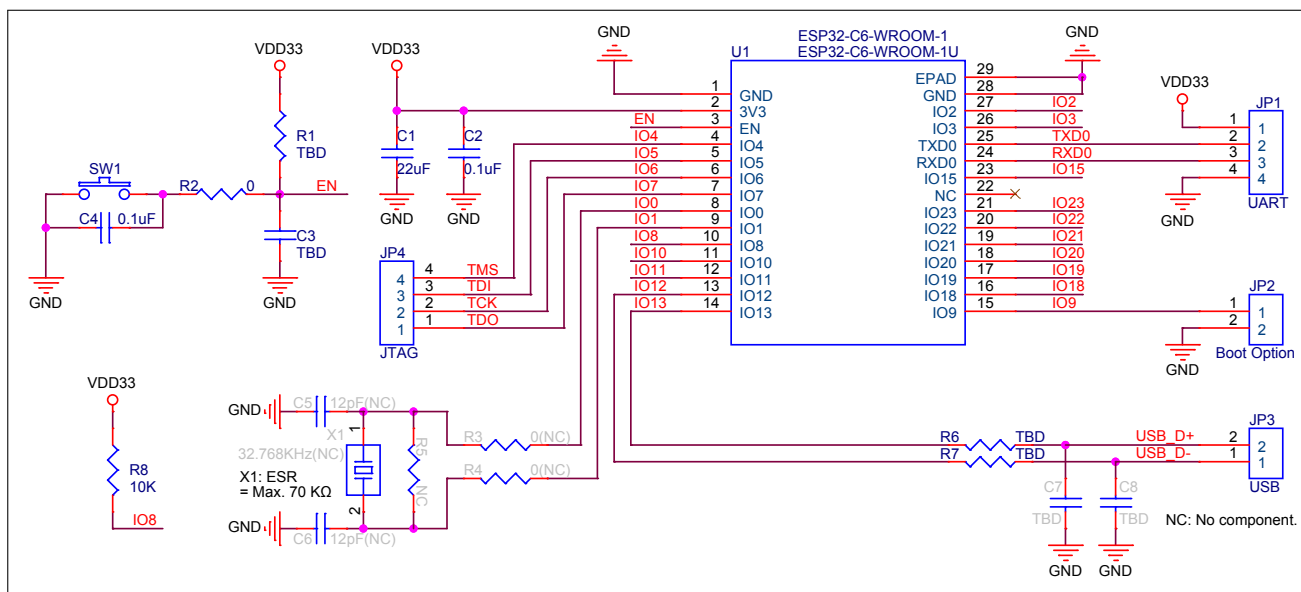 ESP32-C6-WROOM-1
ESP32-C6-WROOM-1U
U1
GND
GND
VDD33
VDD33
VDD33
1 GND
2 3V3
EN 3 EN
IO4 4 IO4
IO5 5 IO5
IO6 6 IO6
IO7 7 IO7
IO0 8 IO0
IO1 9 IO1
IO8 10 IO8
IO10 11 IO10
IO11 12 IO11
IO12 13 IO12
IO13 14 IO13
EPAD 29
GND 28
IO2 27 IO2
IO3 26 IO3
TXD0 25 TXD0
RXD0 24 RXD0
IO15 23 IO15
NC 22
IO23 21 IO23
IO22 20 IO22
IO21 19 IO21
IO20 18 IO20
IO19 17 IO19
IO18 16 IO18
IO9 15 IO9
JP1
1 1
2 2
3 3
4 4
UART
GND
R1
TBD
SW1
R2 0
EN
C4 0.1uF
C3
TBD
GND
GND
C1
22uF
GND
C2
0.1uF
GND
JP4
4 4 TMS
3 3 TDI
2 2 TCK
1 1 TDO
JTAG
JP2
1 1
2 2
Boot Option
GND
VDD33
R8
10K
IO8
GND C5 12pF(NC)
X1
1
32.768KHz(NC)
X1: ESR
= Max. 70 KΩ
2
R5
NC
R3 0(NC)
R4 0(NC)
GND C6 12pF(NC)
JP3
R6 TBD USB_D+ 2 2
R7 TBD USB_D- 1 1
USB
C7
TBD
GND
C8
TBD
GND
NC: No component.